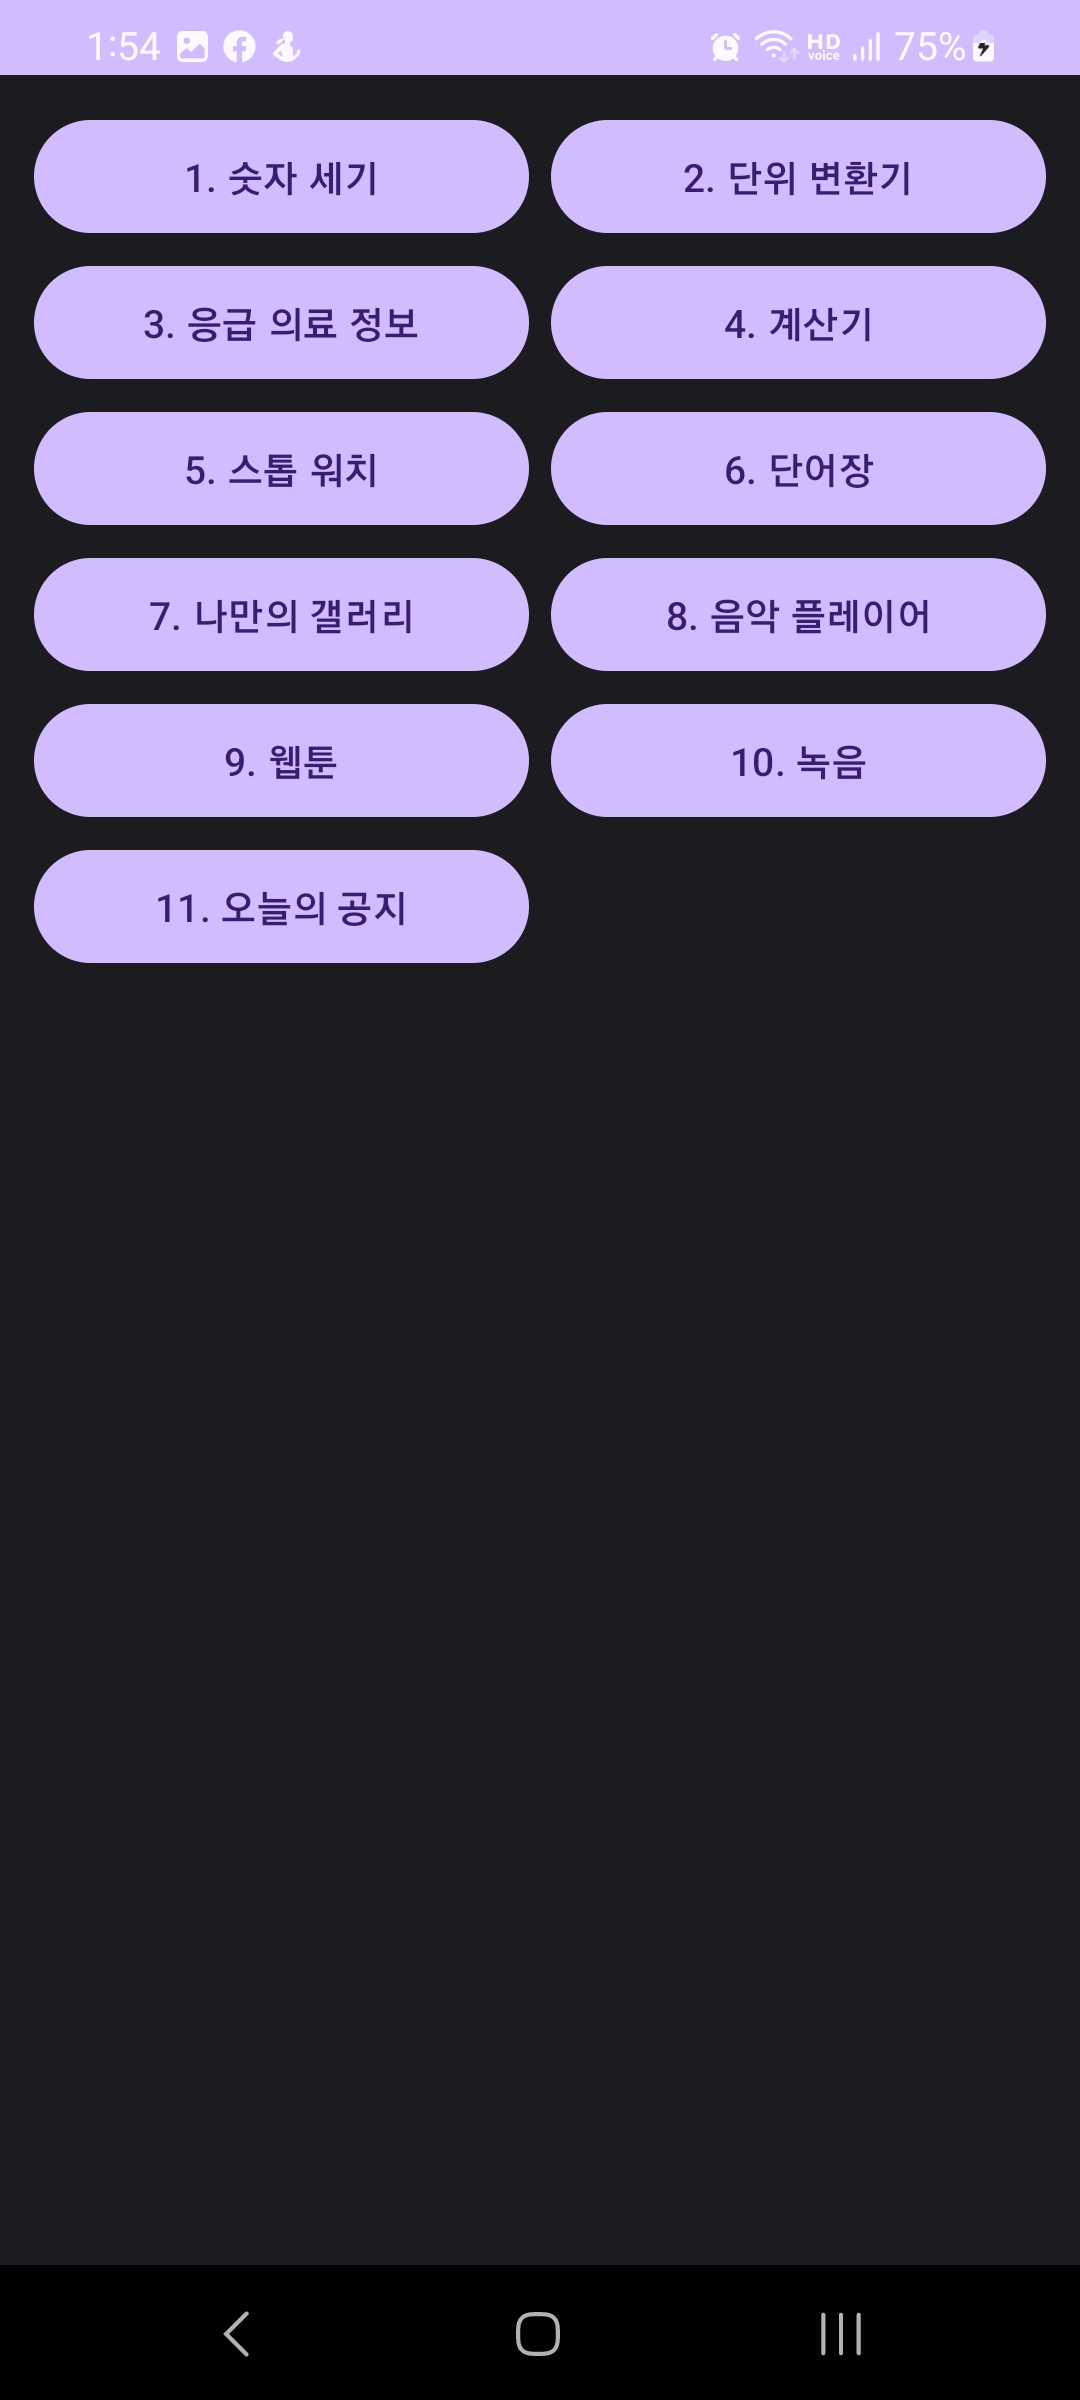 1:54
HD voice
75%
1. 숫자 세기
2. 단위 변환기
3. 응급 의료 정보
4. 계산기
5. 스톱 워치
6. 단어장
7. 나만의 갤러리
8. 음악 플레이어
9. 웹툰
10. 녹음
11. 오늘의 공지